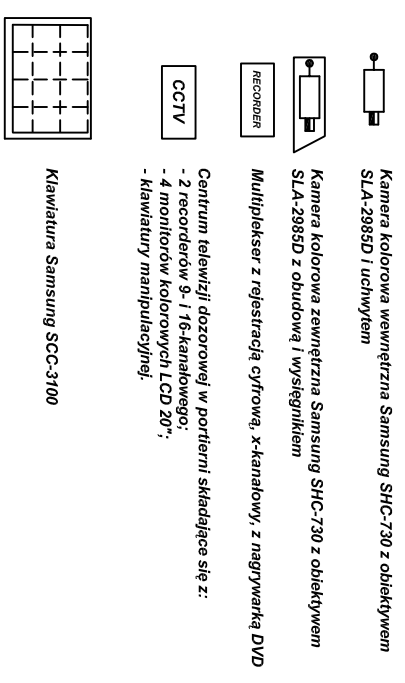 Kamera kolorowa wewnętrzna Samsung SHC-730 z obiektywem
SLA-2985D i uchwytem
Kamera kolorowa zewnętrzna Samsung SHC-730 z obiektywem
SLA-2985D z obudową i wysięgnikiem
RECORDER
Multiplekser z rejestracją cyfrową, x-kanałowy, z nagrywarką DVD
CCTV
Centrum telewizji dozorowej w portierni składające się z:
- 2 recorderów 9- i 16-kanałowego;
- 4 monitorów kolorowych LCD 20";
- klawiatury manipulacyjnej.
Klawiatura Samsung SCC-3100